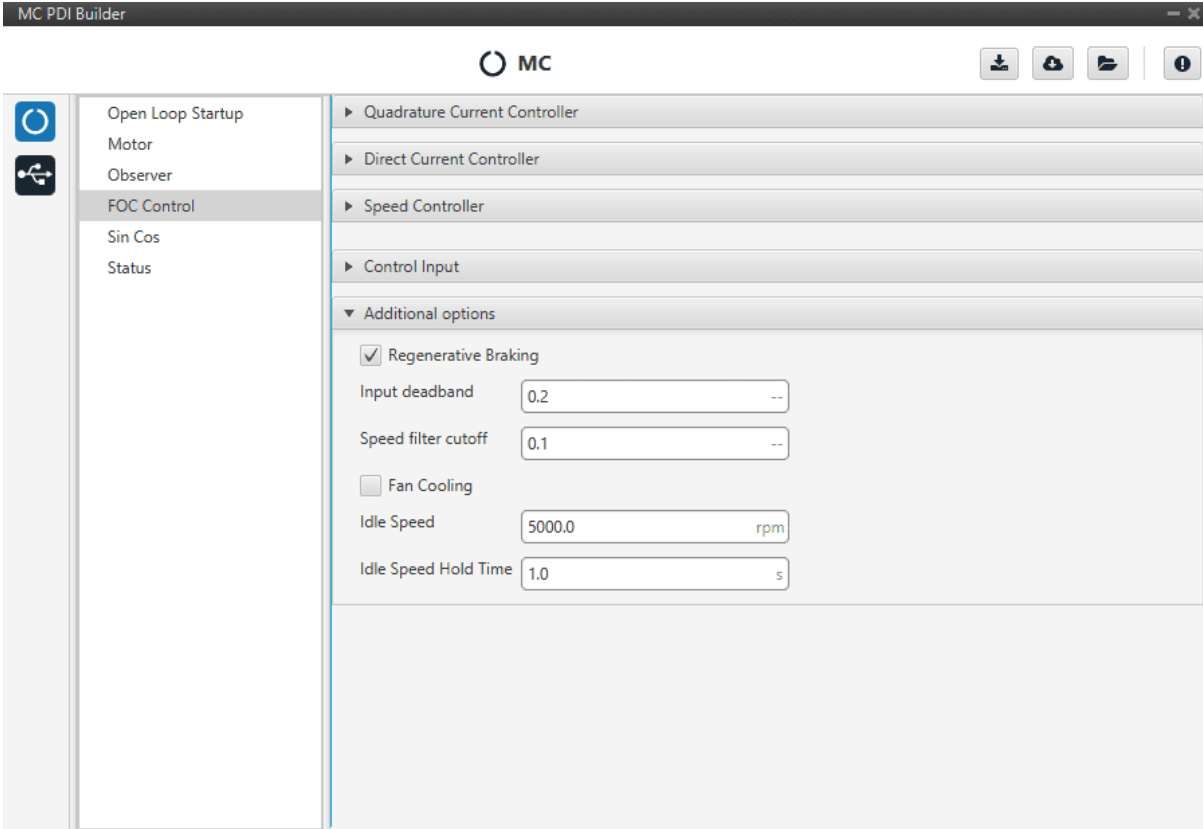 MC PDI Builder
MC
Open Loop Startup
Motor
Observer
FOC Control
Sin Cos
Status
Quadrature Current Controller
Direct Current Controller
Speed Controller
Control Input
Additional options
Regenerative Braking
Input deadband 0.2 --
Speed filter cutoff 0.1 --
Fan Cooling
Idle Speed 5000.0 rpm
Idle Speed Hold Time 1.0 s